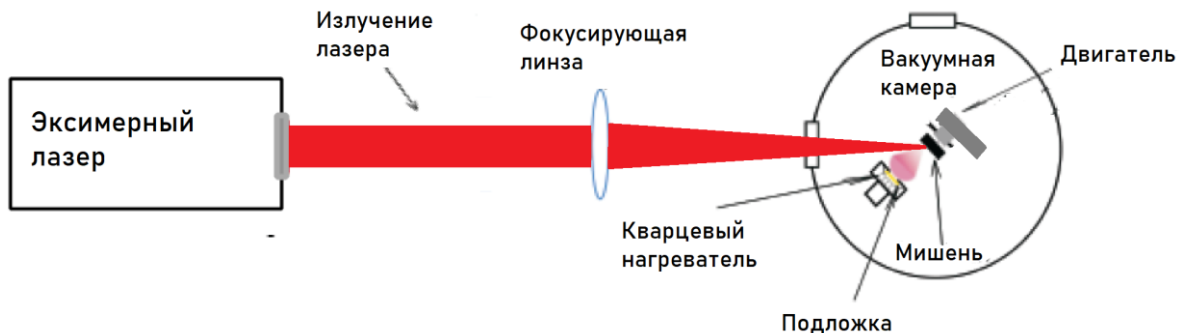 Излучение
лазера
Фокусирующая
линза
Вакуумная
камера
Двигатель
Эксимерный
лазер
Кварцевый
нагреватель
Мишень
Подложка